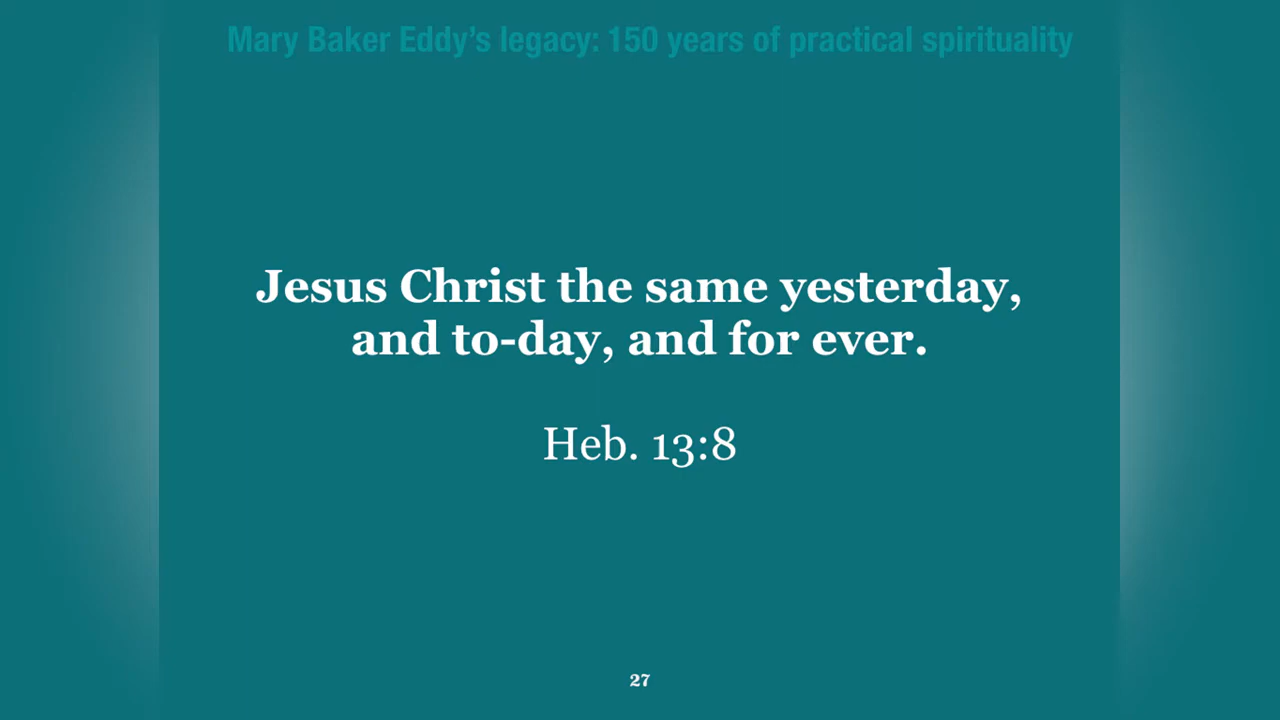 Mary Baker Eddy’s legacy: 150 years of practical spirituality
Jesus Christ the same yesterday,
and to-day, and for ever.
Heb. 13:8
27